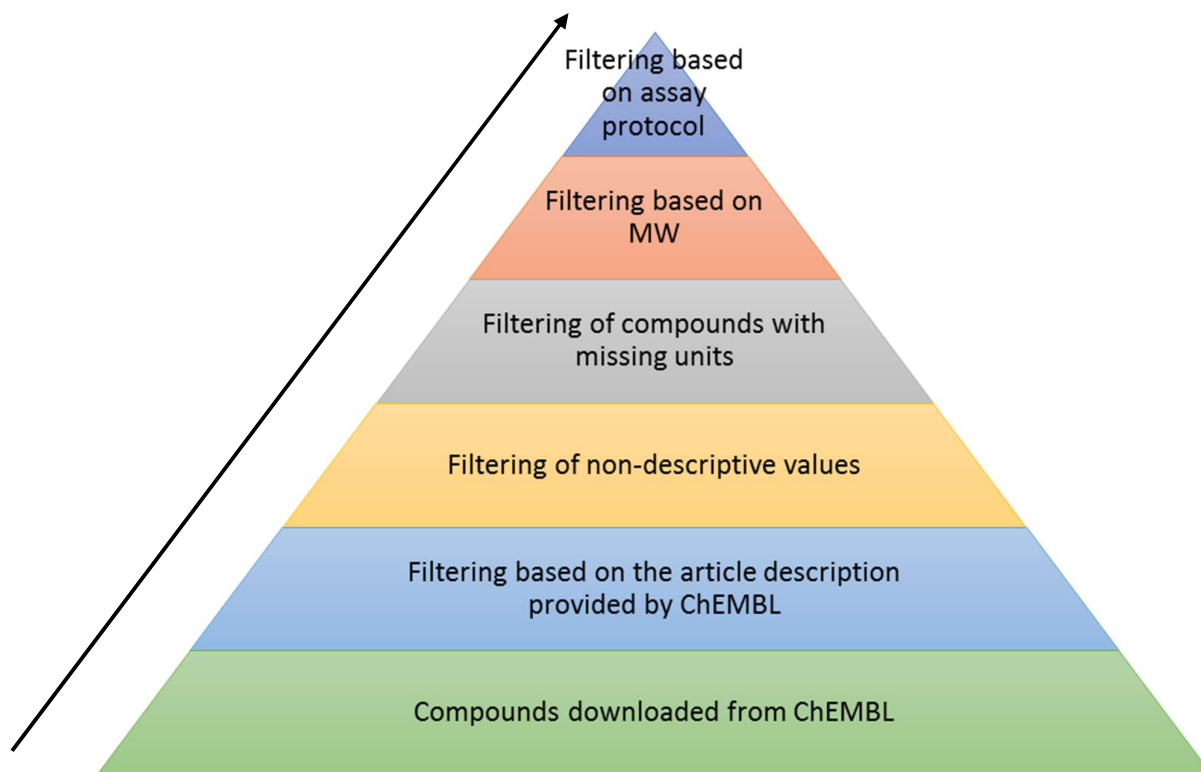 Filtering based
on assay
protocol
Filtering based on
MW
Filtering of compounds with
missing units
Filtering of non-descriptive values
Filtering based on the article description
provided by ChEMBL
Compounds downloaded from ChEMBL